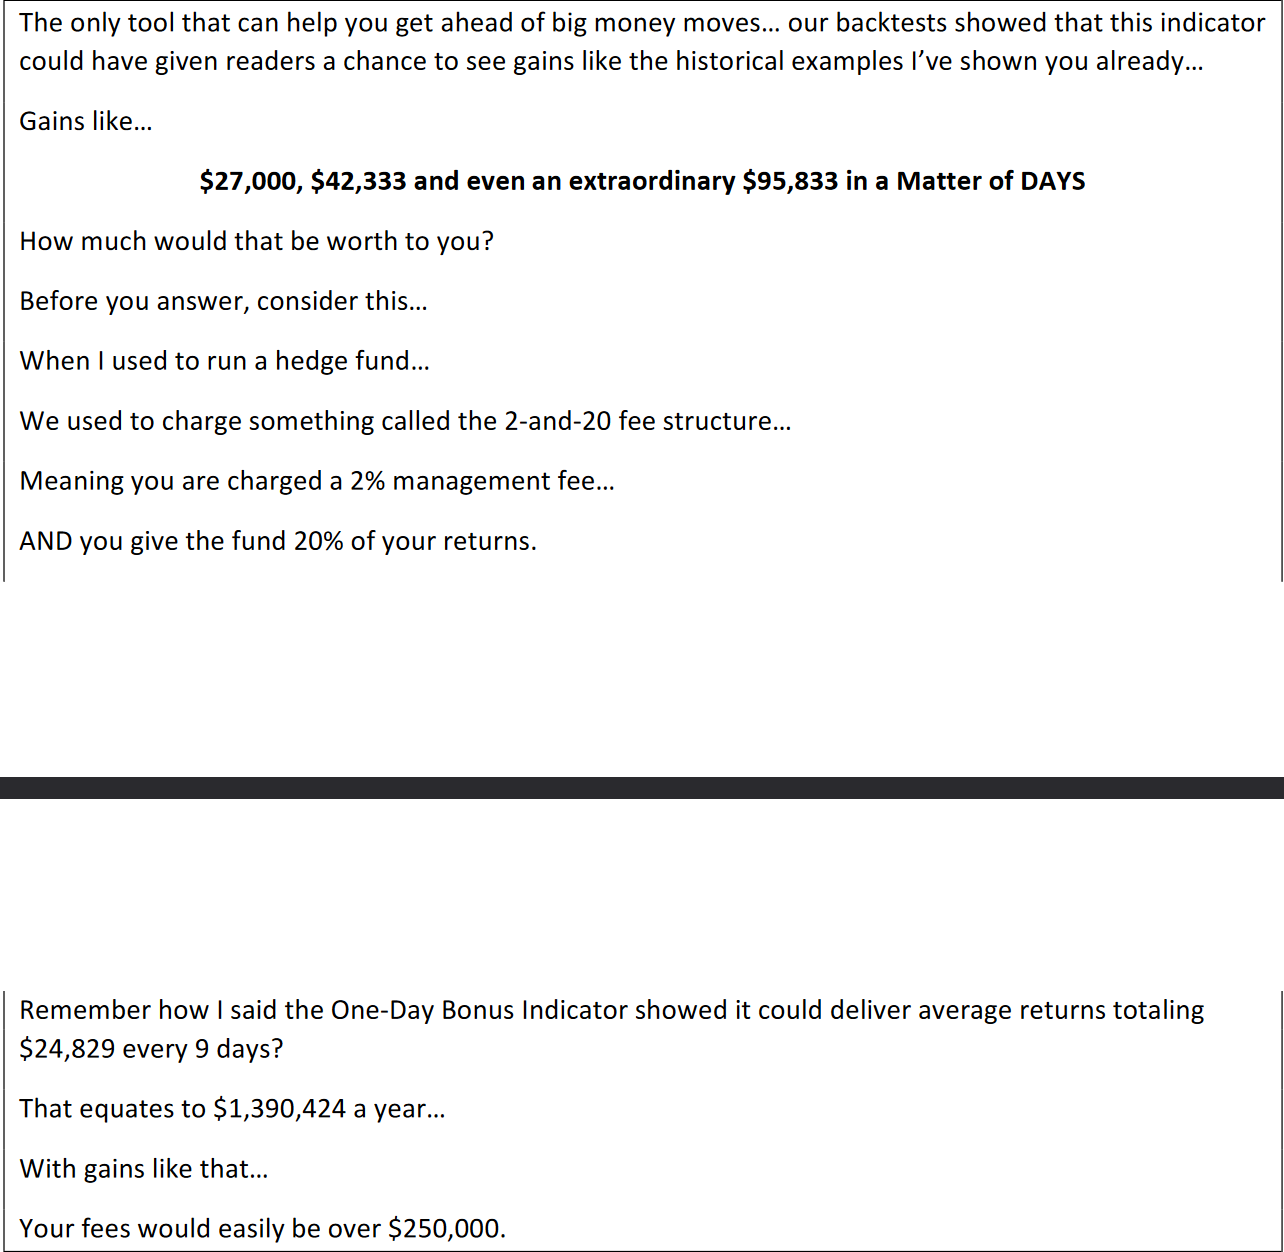 The only tool that can help you get ahead of big money moves… our backtests showed that this indicator
could have given readers a chance to see gains like the historical examples I’ve shown you already…
Gains like…
$27,000, $42,333 and even an extraordinary $95,833 in a Matter of DAYS
How much would that be worth to you?
Before you answer, consider this…
When I used to run a hedge fund…
We used to charge something called the 2-and-20 fee structure…
Meaning you are charged a 2% management fee…
AND you give the fund 20% of your returns.
Remember how I said the One-Day Bonus Indicator showed it could deliver average returns totaling
$24,829 every 9 days?
That equates to $1,390,424 a year…
With gains like that…
Your fees would easily be over $250,000.